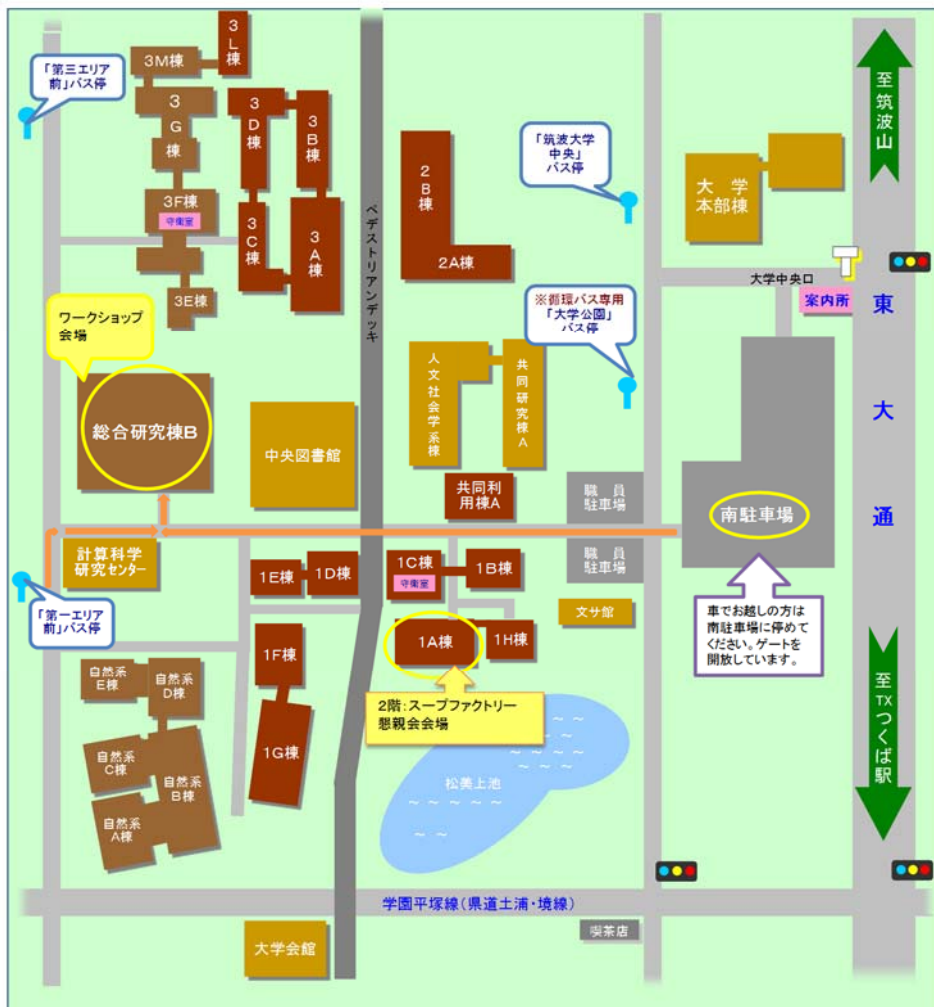 3L棟
3M棟
「第三エリア
前」バス停
3G棟
3D棟
3B棟
2B棟
「筑波大学
中央」
バス停
大学
本部棟
至筑波山
3F棟
守衛室
3C棟
3A棟
2A棟
3E棟
ペデストリアンデッキ
大学中央口
案内所
ワークショップ
会場
※循環バス専用
「大学公園」
バス停
東大通
総合研究棟B
中央図書館
人文社会学系棟
共同研究棟A
共同利
用棟A
職員
駐車場
南駐車場
計算科学
研究センター
1E棟
1D棟
1C棟
守衛室
1B棟
職員
駐車場
「第一エリア
前」バス停
文サ館
車でお越しの方は
南駐車場に停めて
ください。ゲートを
開放しています。
1F棟
1A棟
1H棟
自然系
E棟
自然系
D棟
2階:スープファクトリー
懇親会会場
至TXつくば駅
1G棟
自然系
C棟
自然系
B棟
松美上池
自然系
A棟
学園平塚線(県道土浦・境線)
大学会館
喫茶店